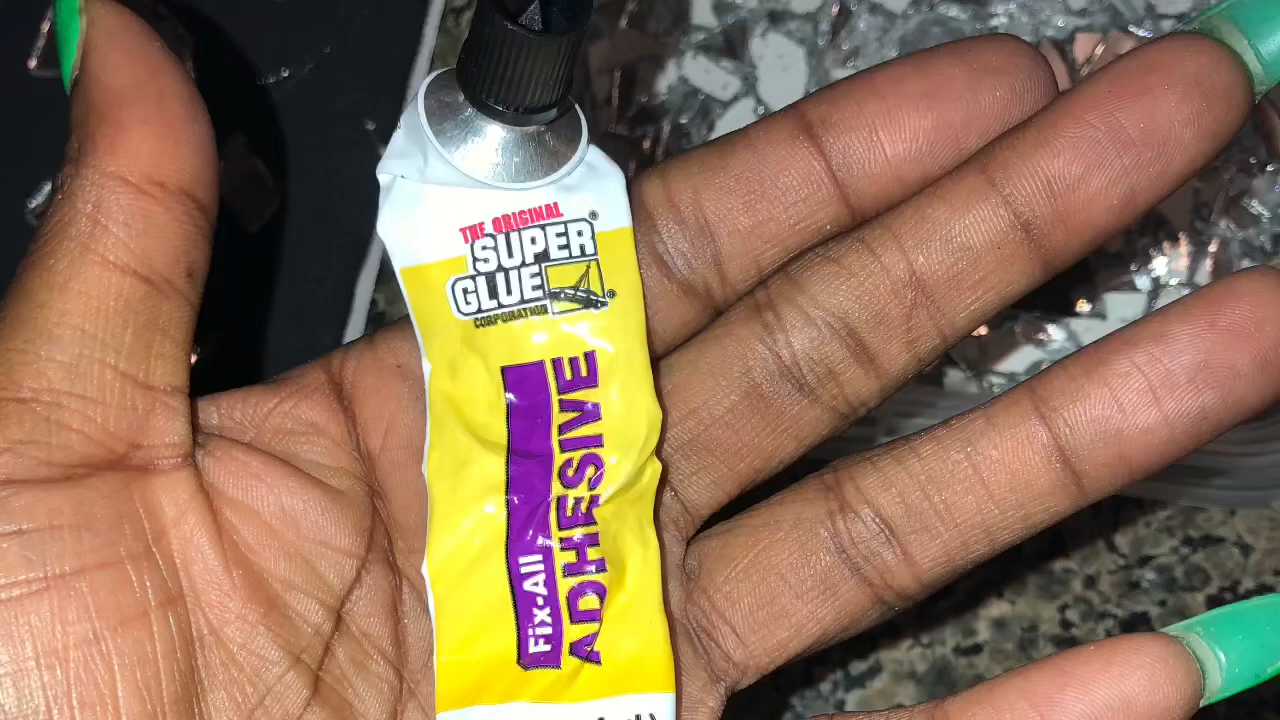 THE ORIGINAL
SUPER
GLUE
CORPORATION
Fix-All
ADHESIVE